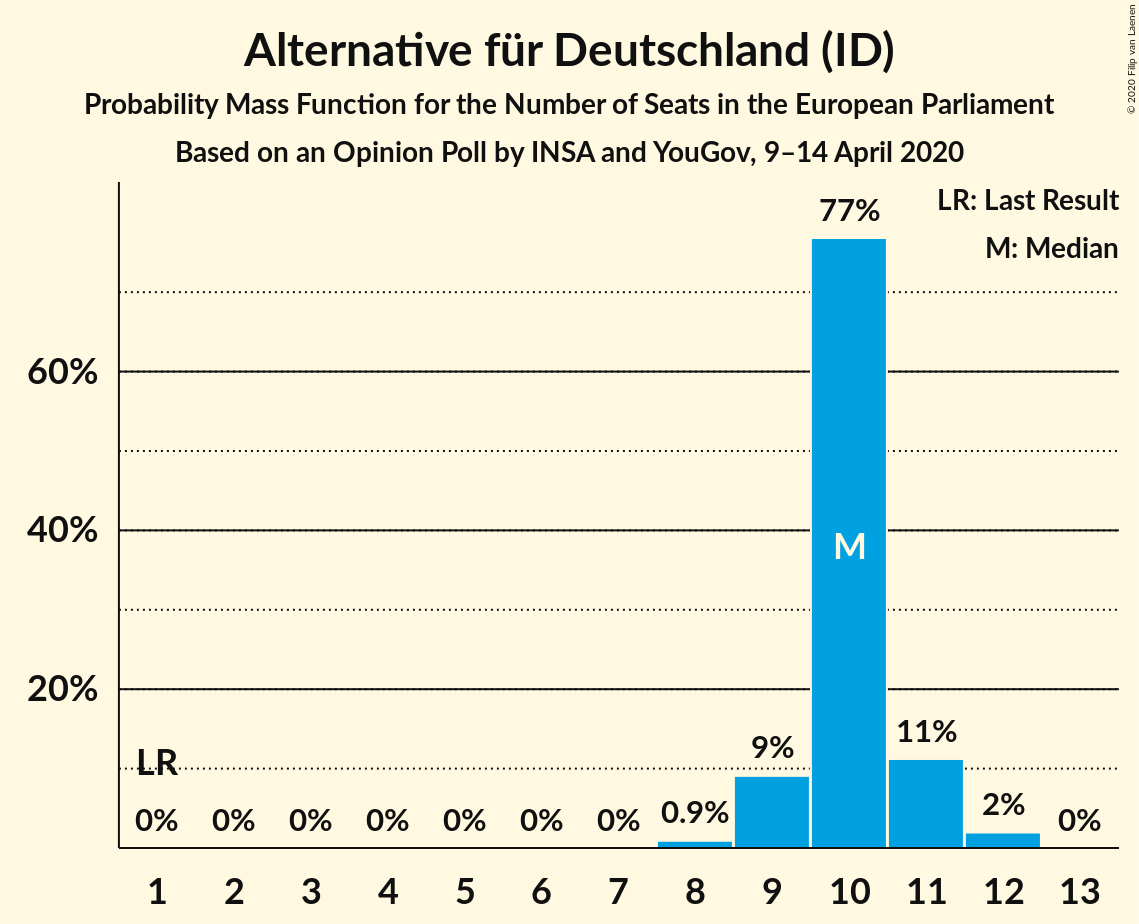 Alternative für Deutschland (ID)
Probability Mass Function for the Number of Seats in the European Parliament
Based on an Opinion Poll by INSA and YouGov, 9–14 April 2020
© 2020 Filip van Laenen
LR: Last Result
M: Median
60%
40%
20%
LR
M
0%
0%
0%
0%
0%
0%
0%
0.9%
9%
77%
11%
2%
0%
1 2 3 4 5 6 7 8 9 10 11 12 13